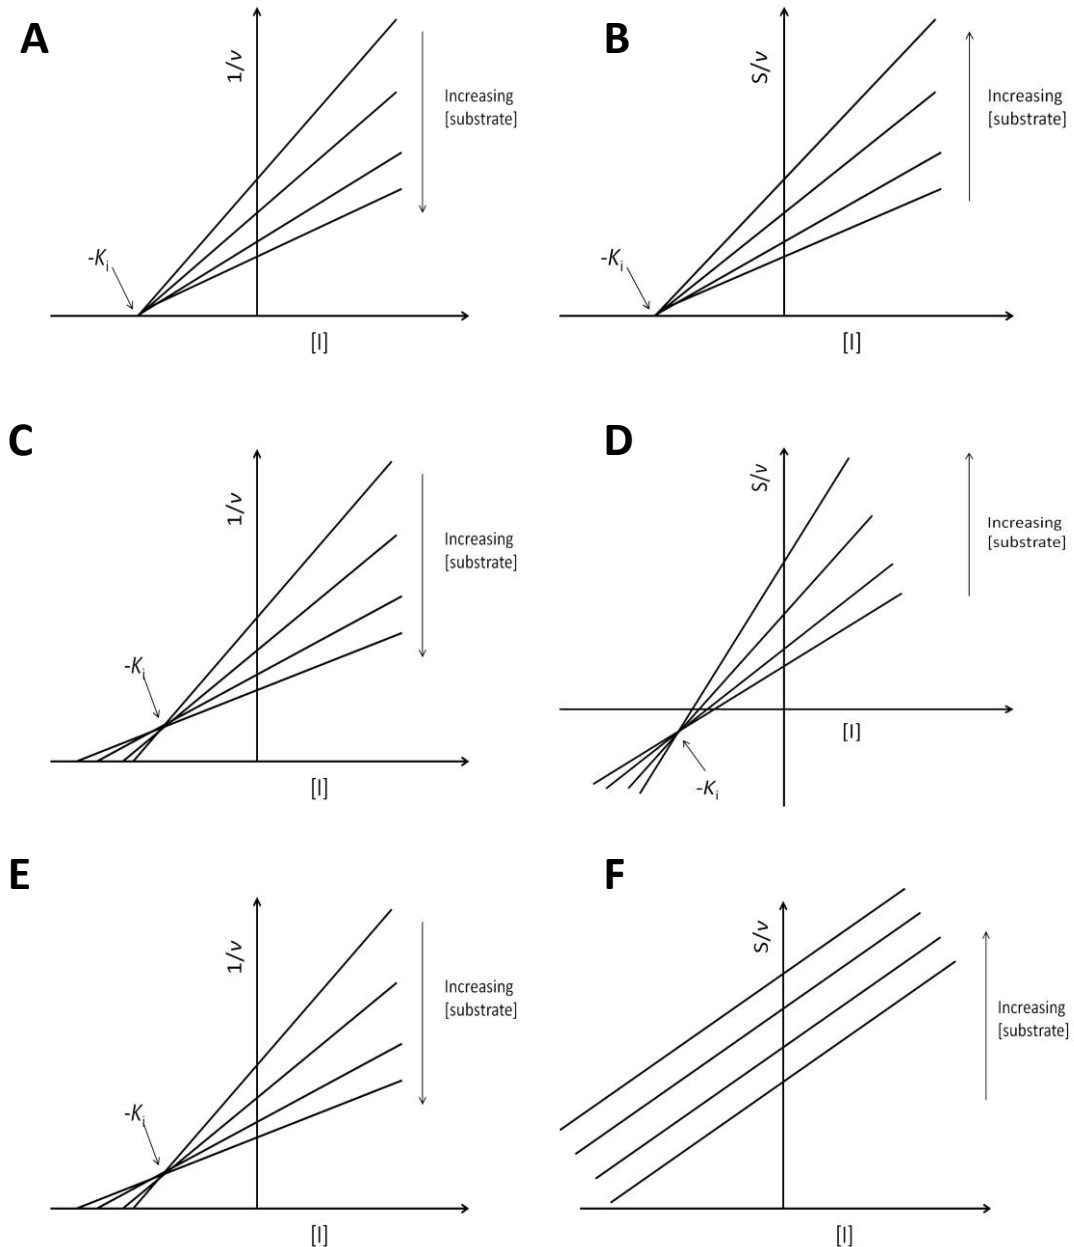 A
1/v
Increasing
[substrate]
-Ki
[I]
B
S/v
Increasing
[substrate]
-Ki
[I]
C
1/v
Increasing
[substrate]
-Ki
[I]
D
S/v
Increasing
[substrate]
[I]
-Ki
E
1/v
Increasing
[substrate]
-Ki
[I]
F
S/v
Increasing
[substrate]
[I]